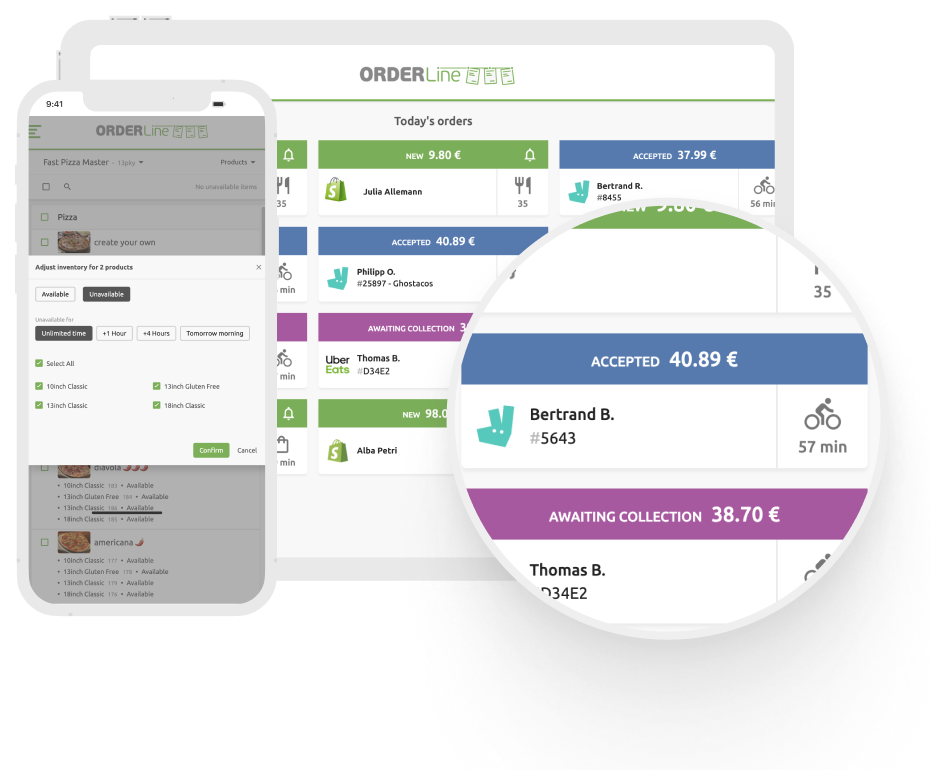 ORDERLine
Today's orders
NEW 9.80 €
Julia Allemann
35
35
ACCEPTED 37.99 €
Bertrand R.
#8455
56 min
ACCEPTED 40.89 €
Philipp O.
#25897 - Ghostacos
min
AWAITING COLLECTION
Uber
Eats
Thomas B.
#D34E2
min
NEW 98.0
Alba Petri
min
9:41
ORDERLine
Fast Pizza Master - 13pky
Products
No unavailable items
Pizza
create your own
Adjust inventory for 2 products
Available
Unavailable
Unavailable for
Unlimited time
+1 Hour
+4 Hours
Tomorrow morning
Select All
10inch Classic
13inch Gluten Free
13inch Classic
18inch Classic
Confirm
Cancel
diavola
• 10inch Classic 183 • Available
• 13inch Gluten Free 184 • Available
• 13inch Classic 186 • Available
• 18inch Classic 185 • Available
americana
• 10inch Classic 177 • Available
• 13inch Gluten Free 178 • Available
• 13inch Classic 179 • Available
• 18inch Classic 176 • Available
35
ACCEPTED 40.89 €
Bertrand B.
#5643
57 min
AWAITING COLLECTION 38.70 €
Thomas B.
D34E2